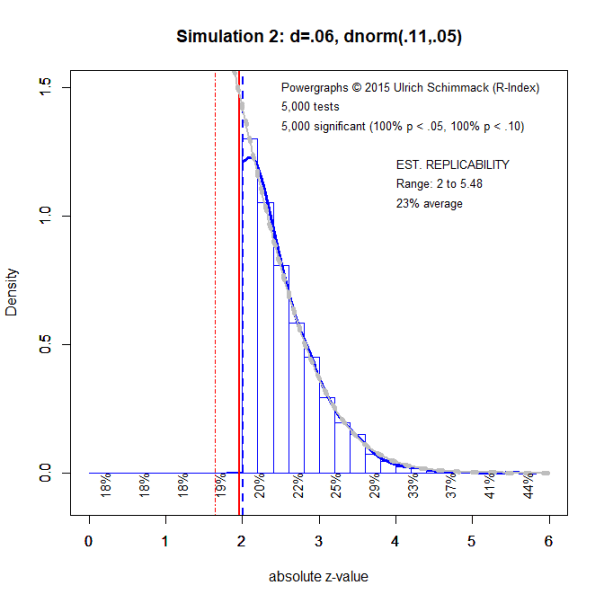 Simulation 2: d=.06, dnorm(.11,.05)
Powergraphs © 2015 Ulrich Schimmack (R-Index)
5,000 tests
5,000 significant (100% p < .05, 100% p < .10)
EST. REPLICABILITY
Range: 2 to 5.48
23% average
Density
1.5
1.0
0.5
0.0
18% 18% 18% 19% 20% 22% 25% 29% 33% 37% 41% 44%
0 1 2 3 4 5 6
absolute z-value